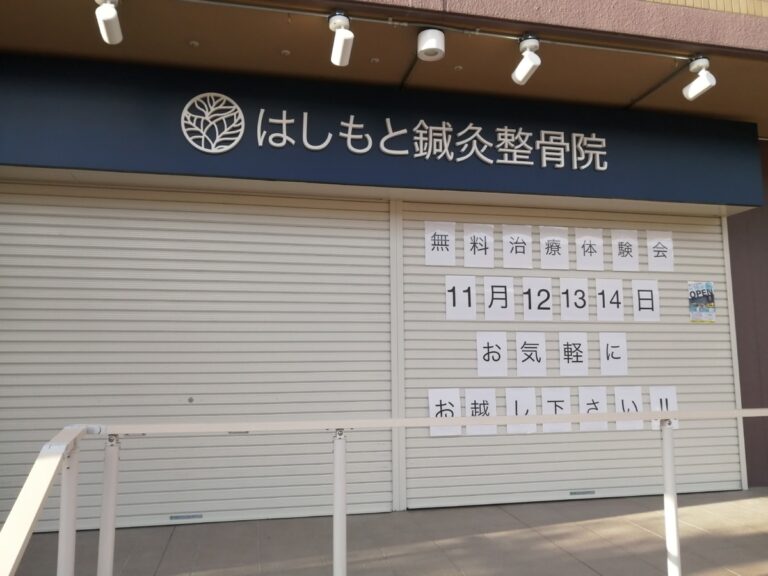 はしもと鍼灸整骨院
無料治療体験会
11月12 13 14日
お気軽に
お越し下さい!!
OPEN